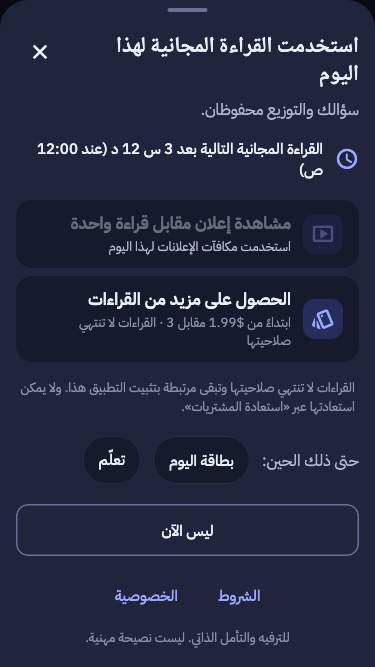 استخدمت القراءة المجانية لهذا
اليوم
سؤالك والتوزيع محفوظان.
القراءة المجانية التالية بعد 3 س 12 د (عند 12:00
ص)
مشاهدة إعلان مقابل قراءة واحدة
استخدمت مكافآت الإعلانات لهذا اليوم
الحصول على مزيد من القراءات
ابتداءً من $1.99 مقابل 3 · القراءات لا تنتهي
صلاحيتها
القراءات لا تنتهي صلاحيتها وتبقى مرتبطة بتثبيت التطبيق هذا. ولا يمكن
استعادتها عبر «استعادة المشتريات».
حتى ذلك الحين: بطاقة اليوم تعلّم
ليس الآن
الشروط الخصوصية
للترفيه والتأمل الذاتي. ليست نصيحة مهنية.